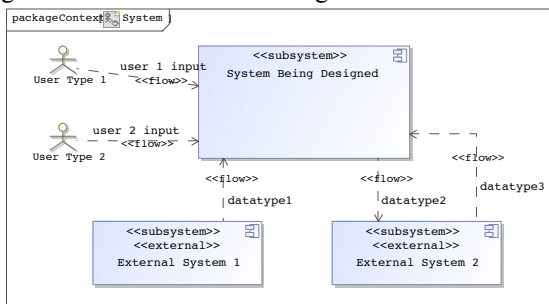 packageContext System
<<subsystem>>
System Being Designed
user 1 input
<<flow>>
User Type 1
user 2 input
<<flow>>
User Type 2
<<flow>>
datatype1
<<flow>>
datatype2
<<flow>>
datatype3
<<subsystem>>
<<external>>
External System 1
<<subsystem>>
<<external>>
External System 2